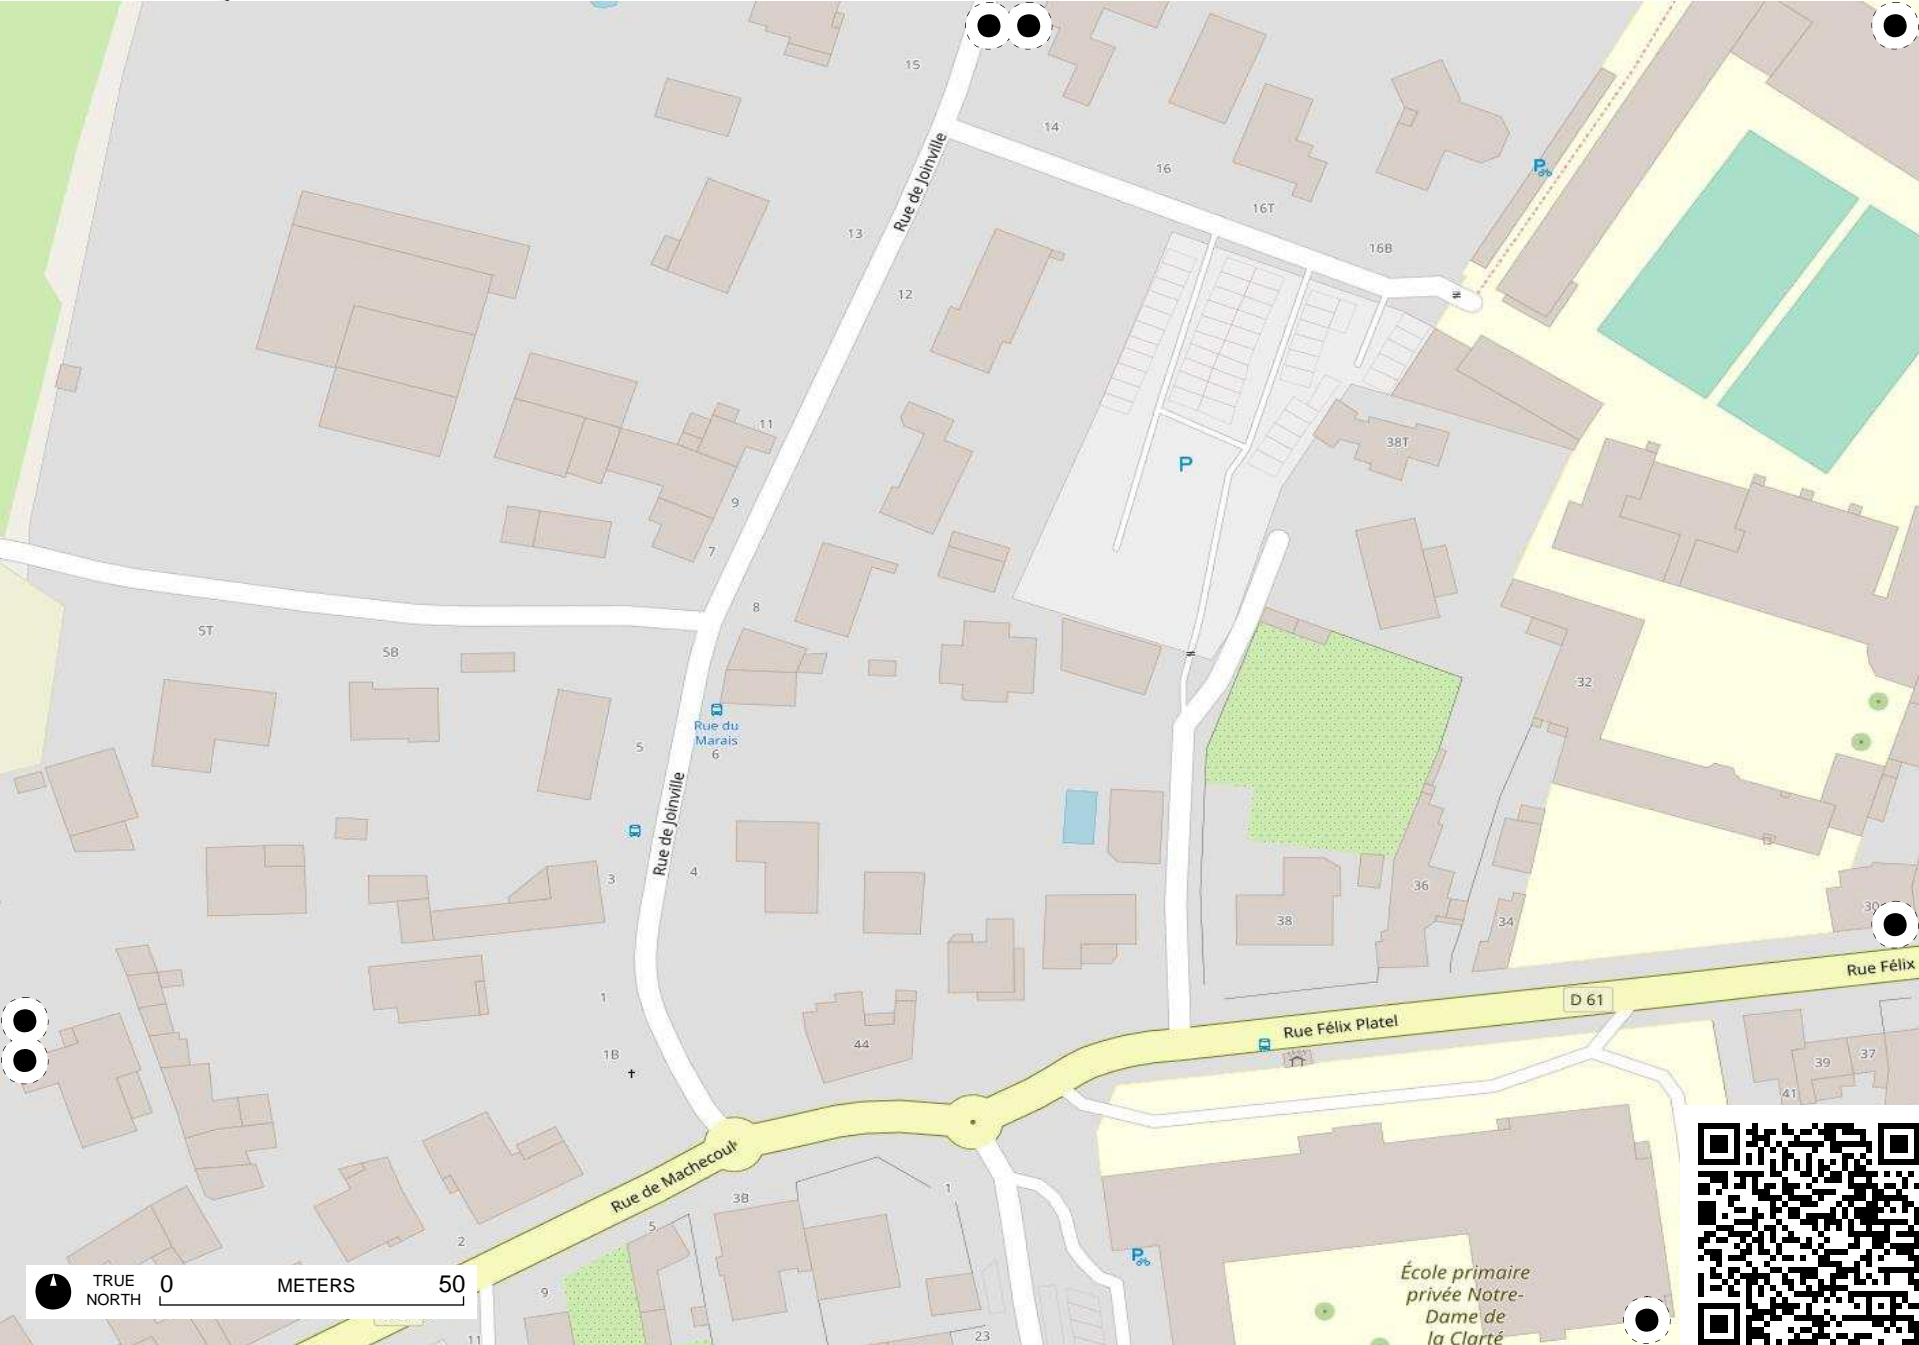 15
14
Rue de Joinville
16
16T
16B
13
12
11
38T
P
9
7
8
5T
5B
32
Rue du
Marais
5
6
Rue de Joinville
3
4
36
38
34
30
Rue Félix
D 61
1
Rue Félix Platel
44
1B
39
37
41
Rue de Machecoul
3B
1
5
2
9
11
23
École primaire
privée Notre-
Dame de
la Clarté
TRUE
NORTH
0 METERS 50